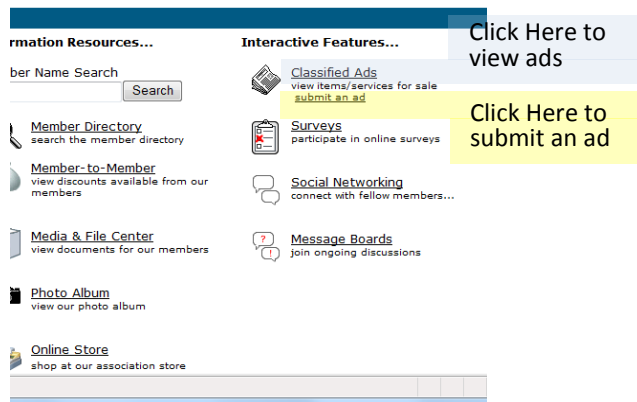 rmation Resources...
ber Name Search
Search
Member Directory
search the member directory
Member-to-Member
view discounts available from our
members
Media & File Center
view documents for our members
Photo Album
view our photo album
Online Store
shop at our association store
Interactive Features...
Classified Ads
view items/services for sale
submit an ad
Surveys
participate in online surveys
Social Networking
connect with fellow members...
Message Boards
join ongoing discussions
Click Here to
view ads
Click Here to
submit an ad